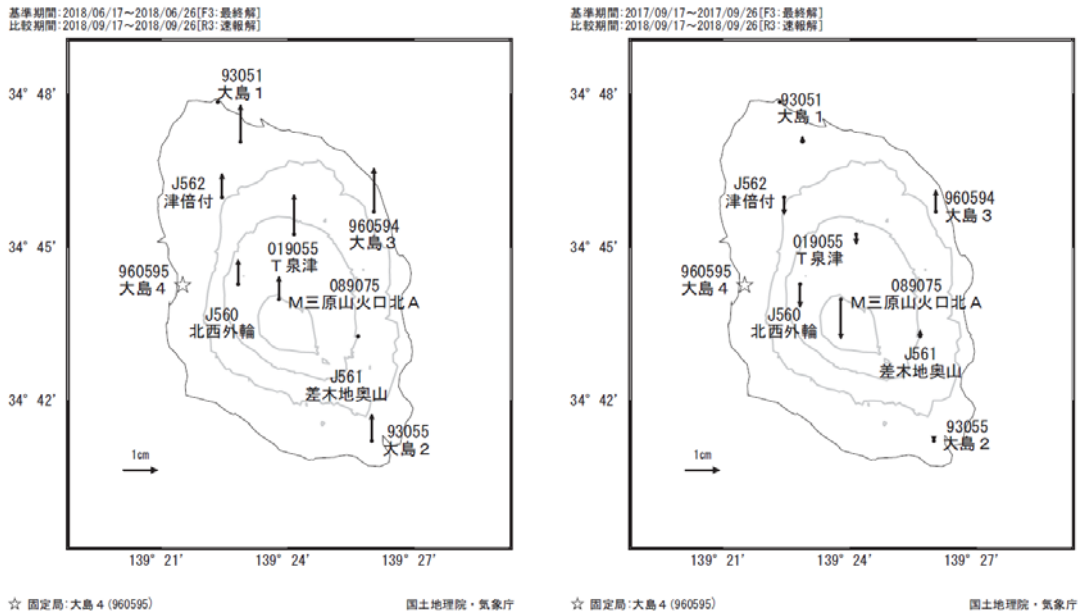 基準期間:2018/06/17～2018/06/26[F3:最終解]
比較期間:2018/09/17～2018/09/26[R3:速報解]
34° 48′
34° 45′
34° 42′
93051
大島１
J562
津倍付
960594
大島３
019055
Ｔ泉津
960595
大島４
089075
Ｍ三原山火口北Ａ
J560
北西外輪
J561
差木地奥山
93055
大島２
1cm
139° 21′
139° 24′
139° 27′
☆ 固定局:大島４(960595)
国土地理院・気象庁
基準期間:2017/09/17～2017/09/26[F3:最終解]
比較期間:2018/09/17～2018/09/26[R3:速報解]
34° 48′
34° 45′
34° 42′
93051
大島１
J562
津倍付
960594
大島３
019055
Ｔ泉津
960595
大島４
089075
Ｍ三原山火口北Ａ
J560
北西外輪
J561
差木地奥山
93055
大島２
1cm
139° 21′
139° 24′
139° 27′
☆ 固定局:大島４(960595)
国土地理院・気象庁